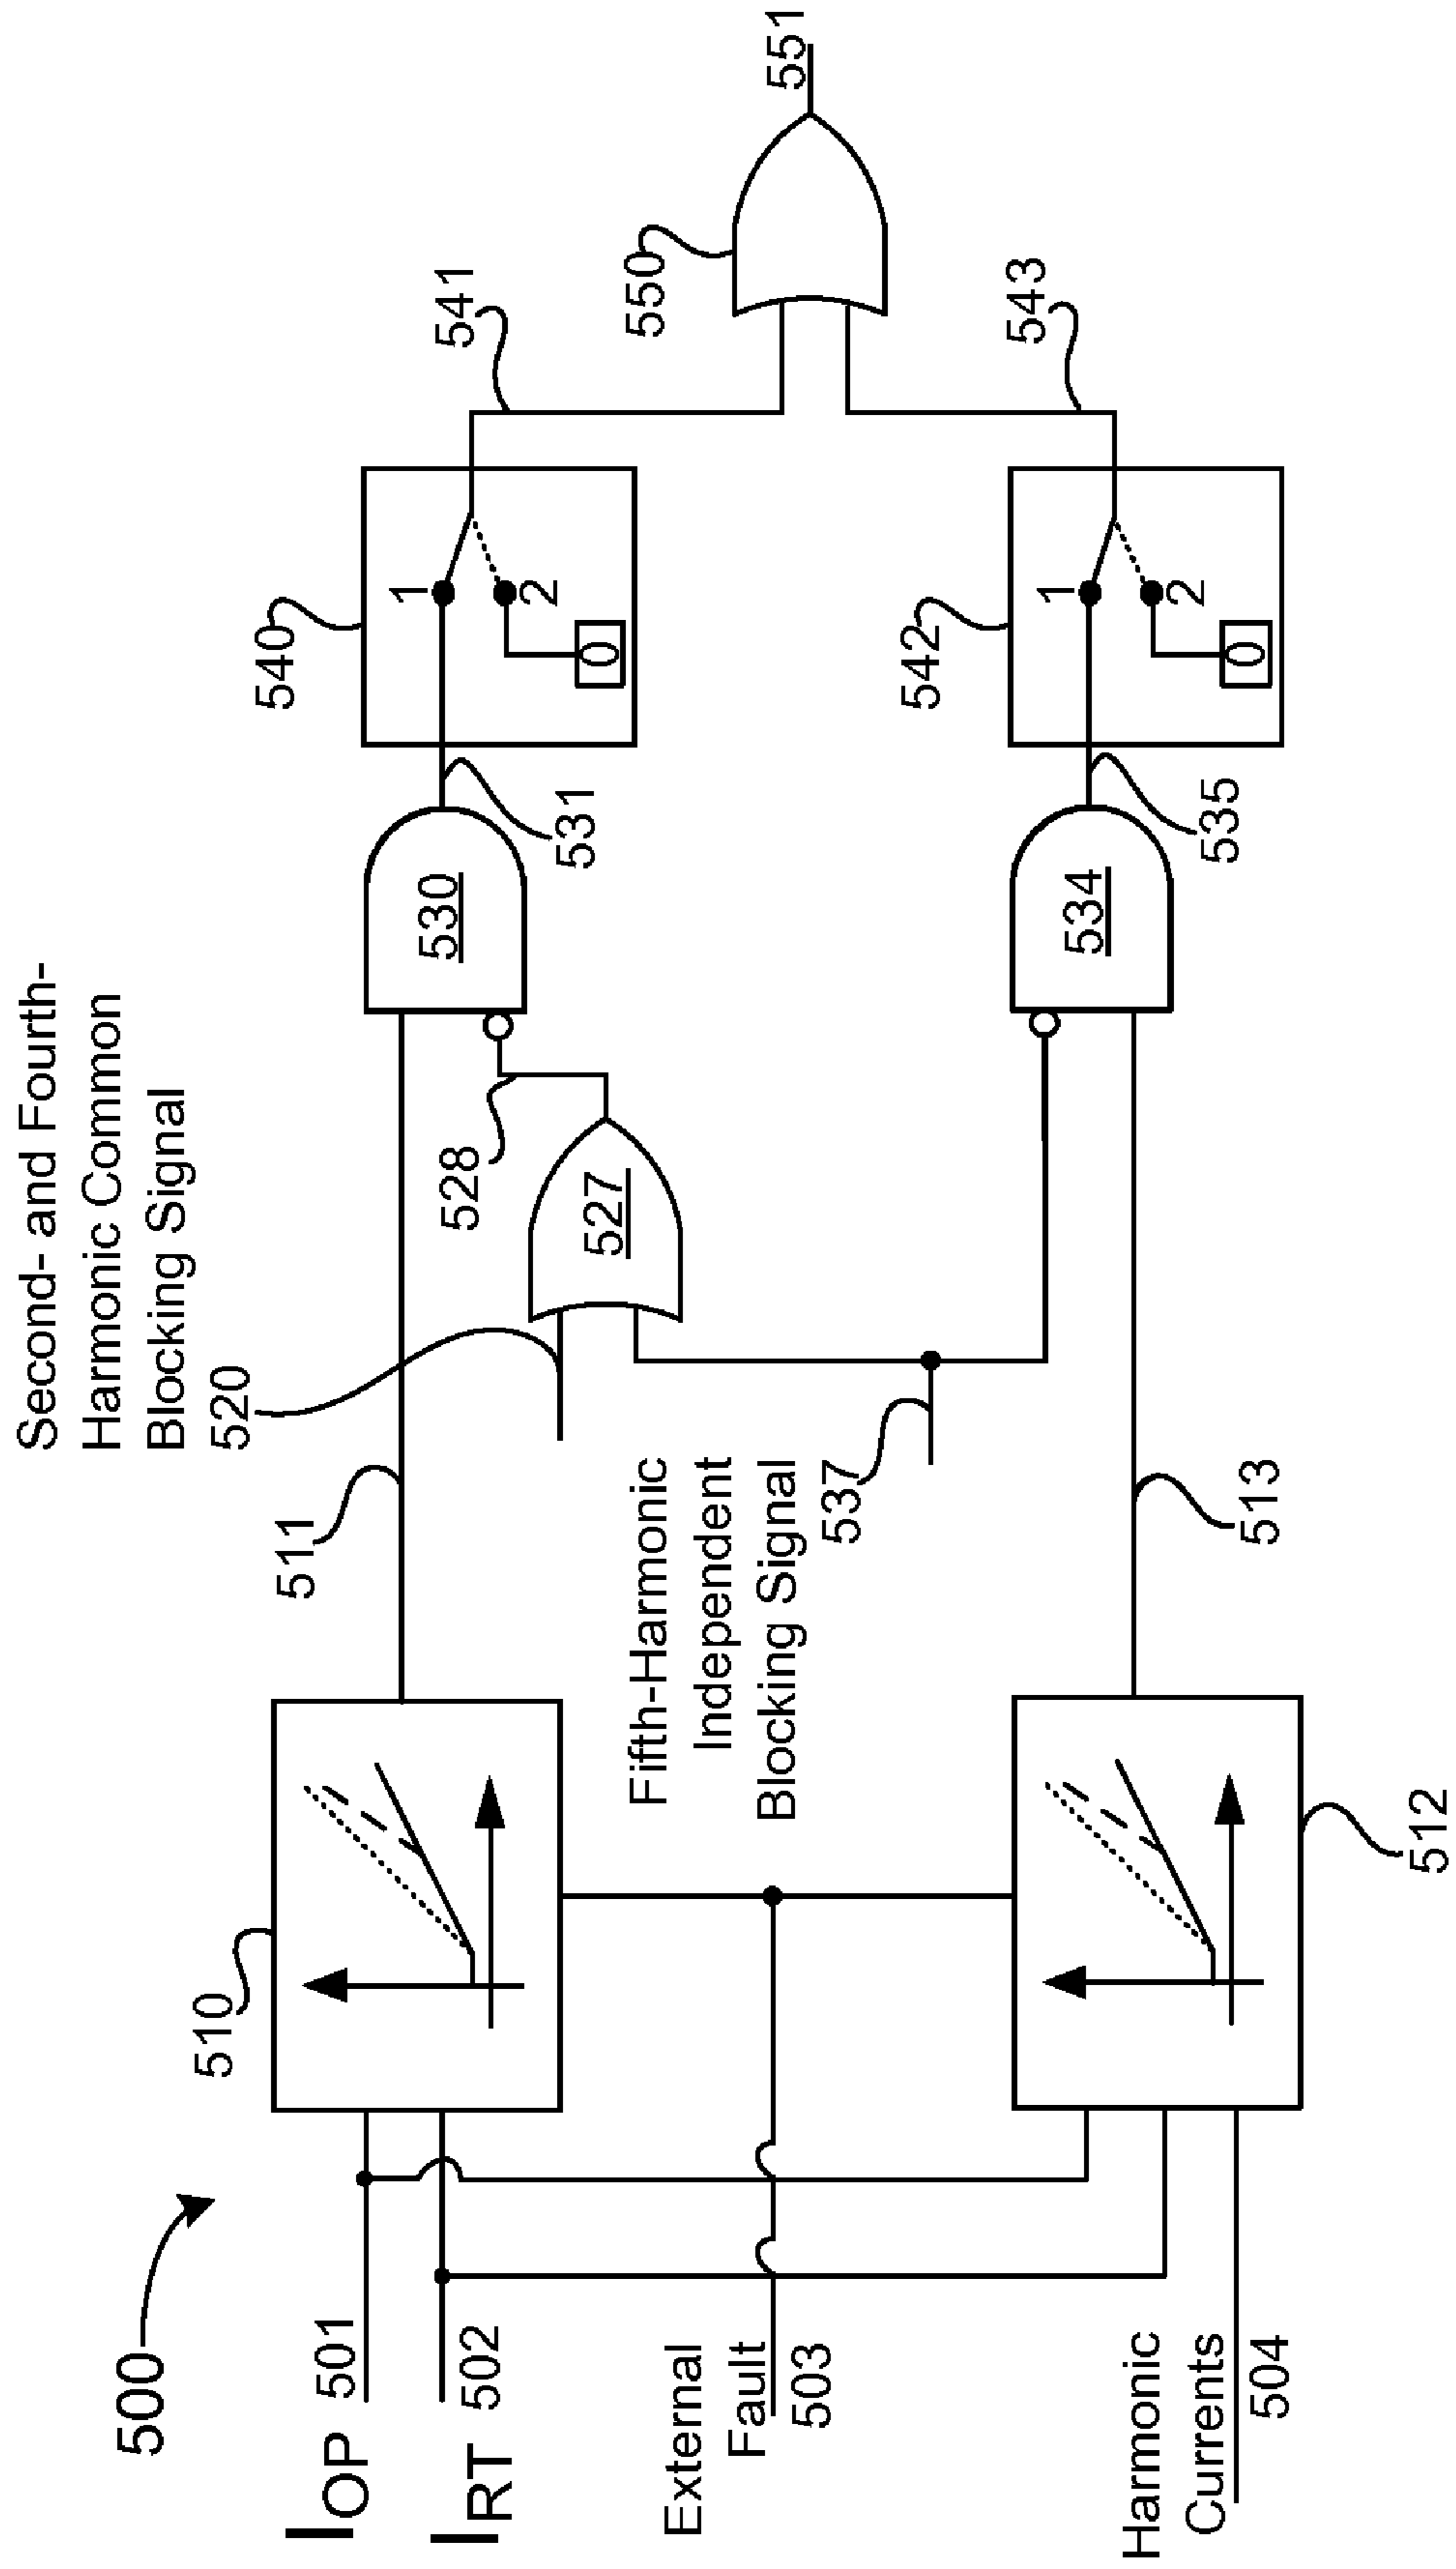 500
I_OP 501
I_RT 502
External
Fault
503
Harmonic
Currents
504
510
512
511
513
Second- and Fourth-
Harmonic Common
Blocking Signal
520
Fifth-Harmonic
Independent
Blocking Signal
537
527
528
530
534
531
535
540
1
2
0
542
1
2
0
541
543
550
551